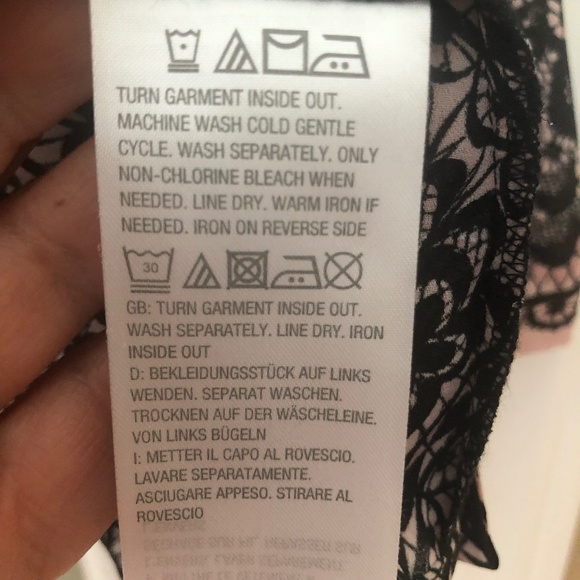 TURN GARMENT INSIDE OUT.
MACHINE WASH COLD GENTLE
CYCLE. WASH SEPARATELY. ONLY
NON-CHLORINE BLEACH WHEN
NEEDED. LINE DRY. WARM IRON IF
NEEDED. IRON ON REVERSE SIDE
30
GB: TURN GARMENT INSIDE OUT.
WASH SEPARATELY. LINE DRY. IRON
INSIDE OUT
D: BEKLEIDUNGSSTÜCK AUF LINKS
WENDEN. SEPARAT WASCHEN.
TROCKNEN AUF DER WÄSCHELEINE.
VON LINKS BÜGELN
I: METTER IL CAPO AL ROVESCIO.
LAVARE SEPARATAMENTE.
ASCIUGARE APPESO. STIRARE AL
ROVESCIO